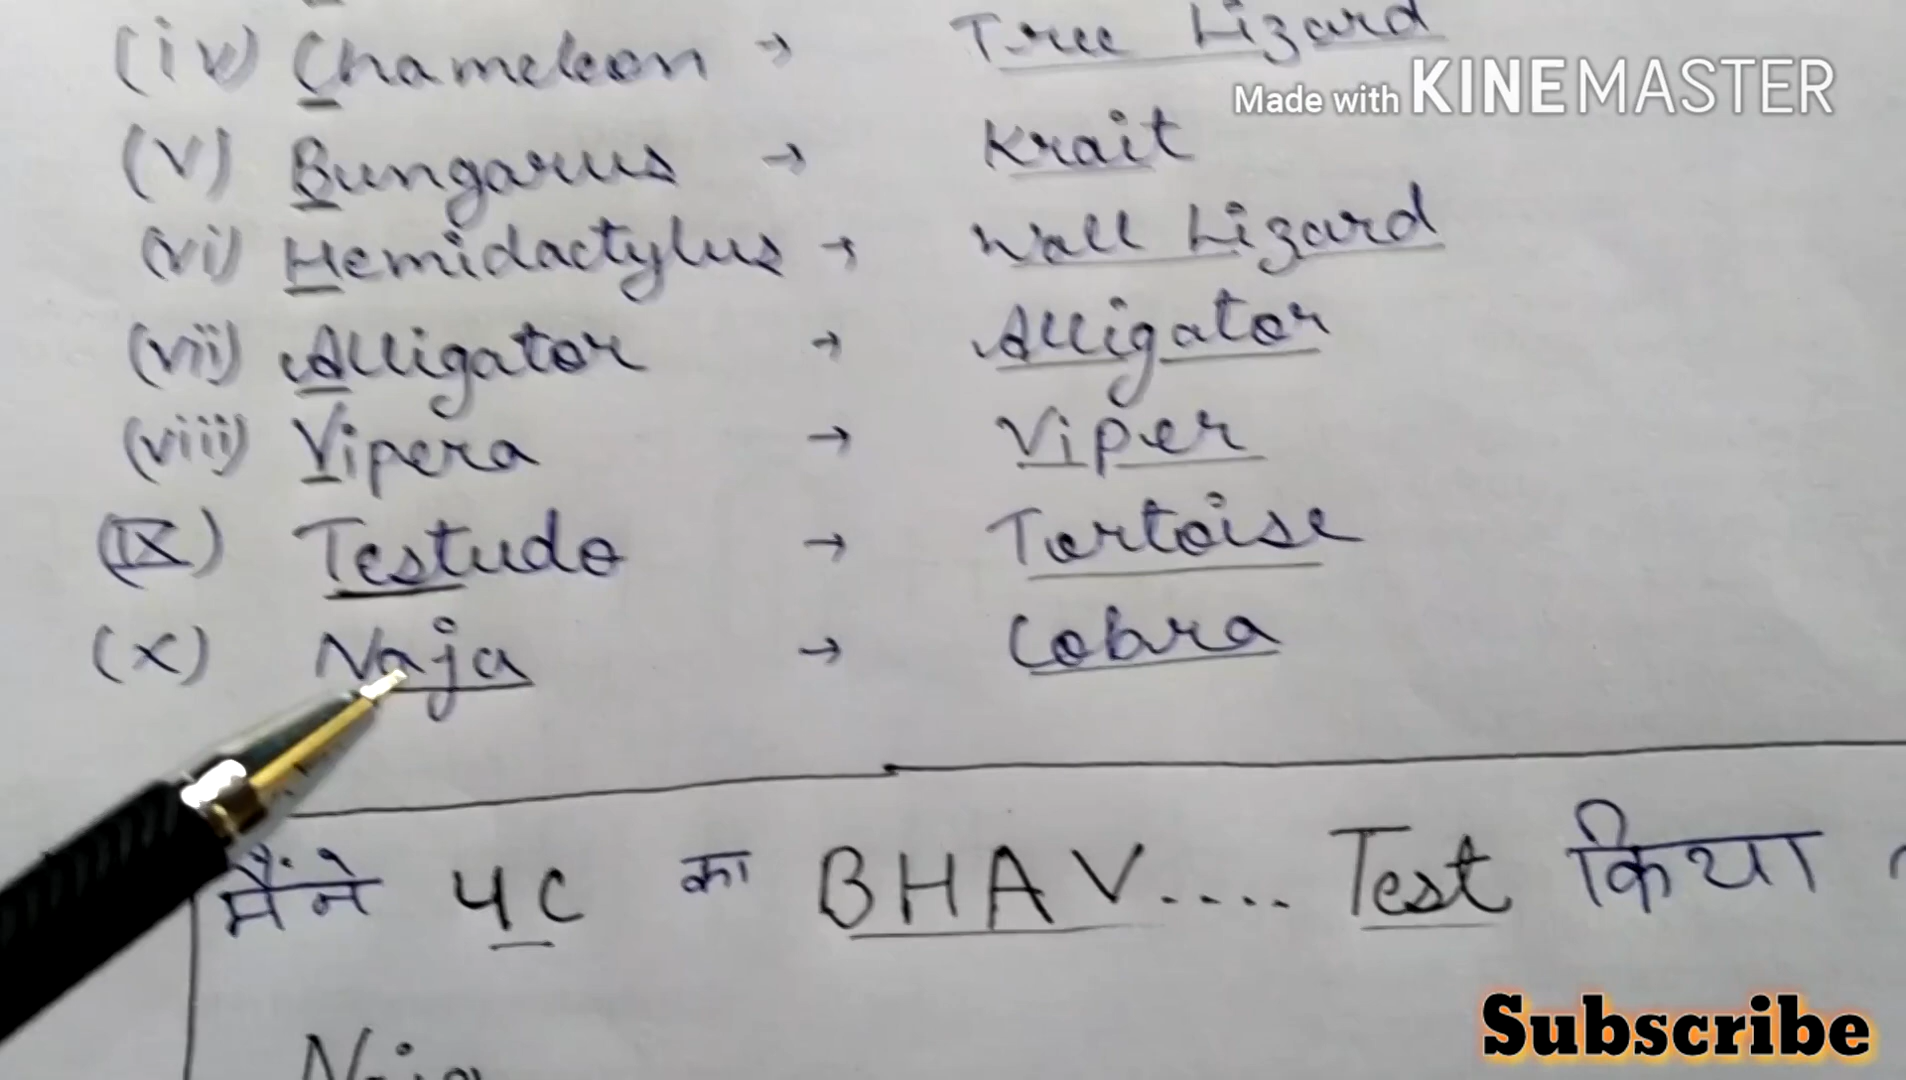 (iv) Chameleon → Tree Lizard
Made with KINEMASTER
(v) Bungarus → Krait
(vi) Hemidactylus → Wall Lizard
(vii) Alligator → Alligator
(viii) Vipera → Viper
(IX) Testudo → Tortoise
(x) Naja → Cobra
मैंने 4C का BHAV.... Test किया
Subscribe